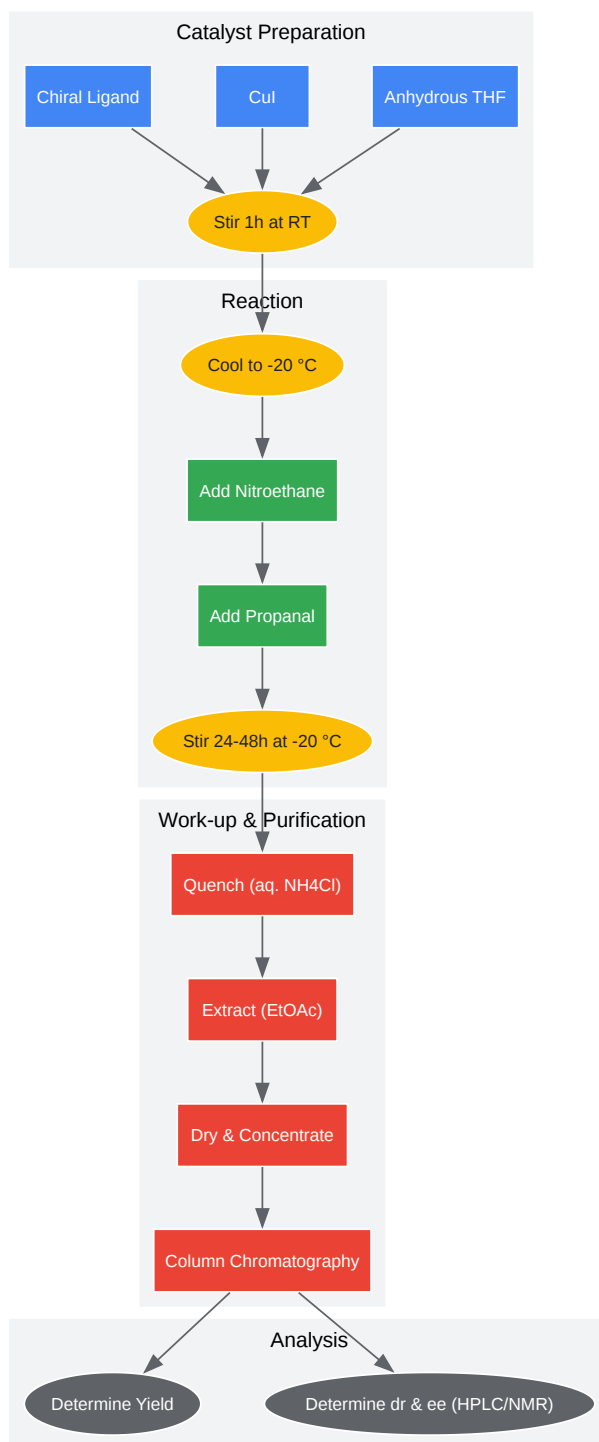 Catalyst Preparation
Chiral Ligand
CuI
Anhydrous THF
Stir 1h at RT
Reaction
Cool to -20 °C
Add Nitroethane
Add Propanal
Stir 24-48h at -20 °C
Work-up & Purification
Quench (aq. NH4Cl)
Extract (EtOAc)
Dry & Concentrate
Column Chromatography
Analysis
Determine Yield
Determine dr & ee (HPLC/NMR)